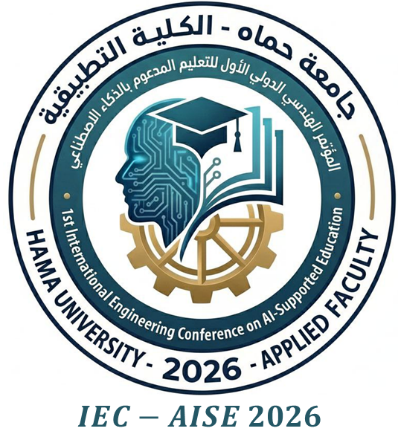 جامعة حماه - الكلية التطبيقية
المؤتمر الهندسي الدولي الأول للتعليم المدعوم بالذكاء الاصطناعي
1st International Engineering Conference on AI-Supported Education
HAMA UNIVERSITY - 2026 - APPLIED FACULTY
IEC – AISE 2026